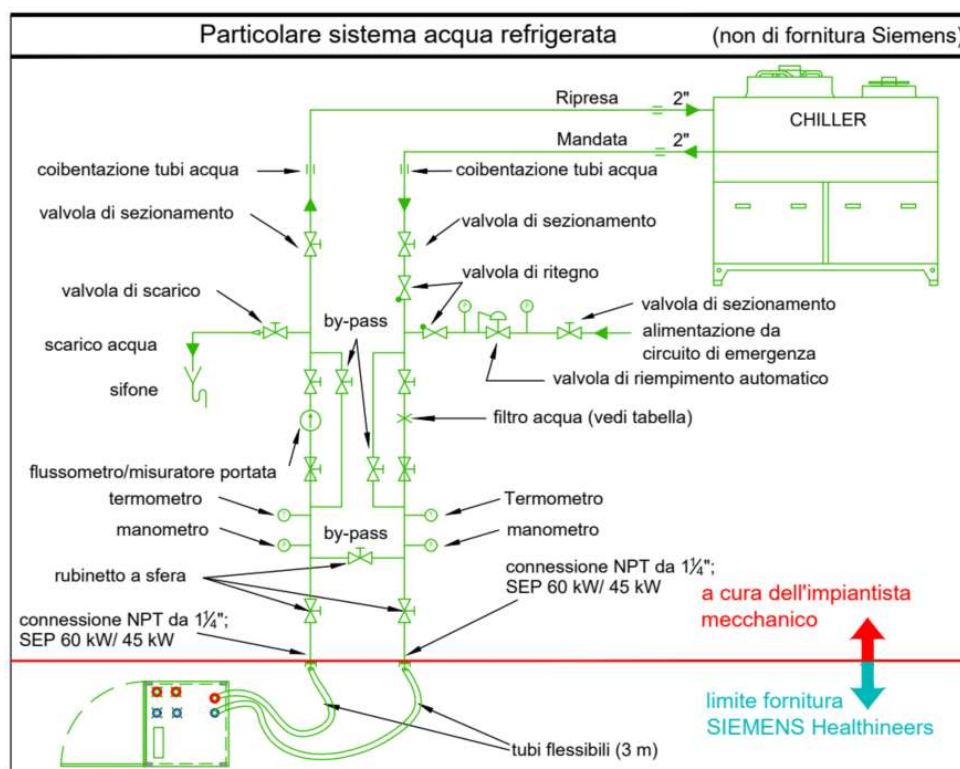 Particolare sistema acqua refrigerata
(non di fornitura Siemens)
Ripresa
2"
CHILLER
Mandata
2"
coibentazione tubi acqua
coibentazione tubi acqua
valvola di sezionamento
valvola di sezionamento
valvola di ritegno
valvola di scarico
valvola di sezionamento
by-pass
scarico acqua
alimentazione da
circuito di emergenza
sifone
valvola di riempimento automatico
filtro acqua (vedi tabella)
flussometro/misuratore portata
termometro
Termometro
manometro
by-pass
manometro
rubinetto a sfera
connessione NPT da 1¼";
SEP 60 kW/ 45 kW
connessione NPT da 1¼";
SEP 60 kW/ 45 kW
a cura dell'impiantista
mecchanico
limite fornitura
SIEMENS Healthineers
tubi flessibili (3 m)